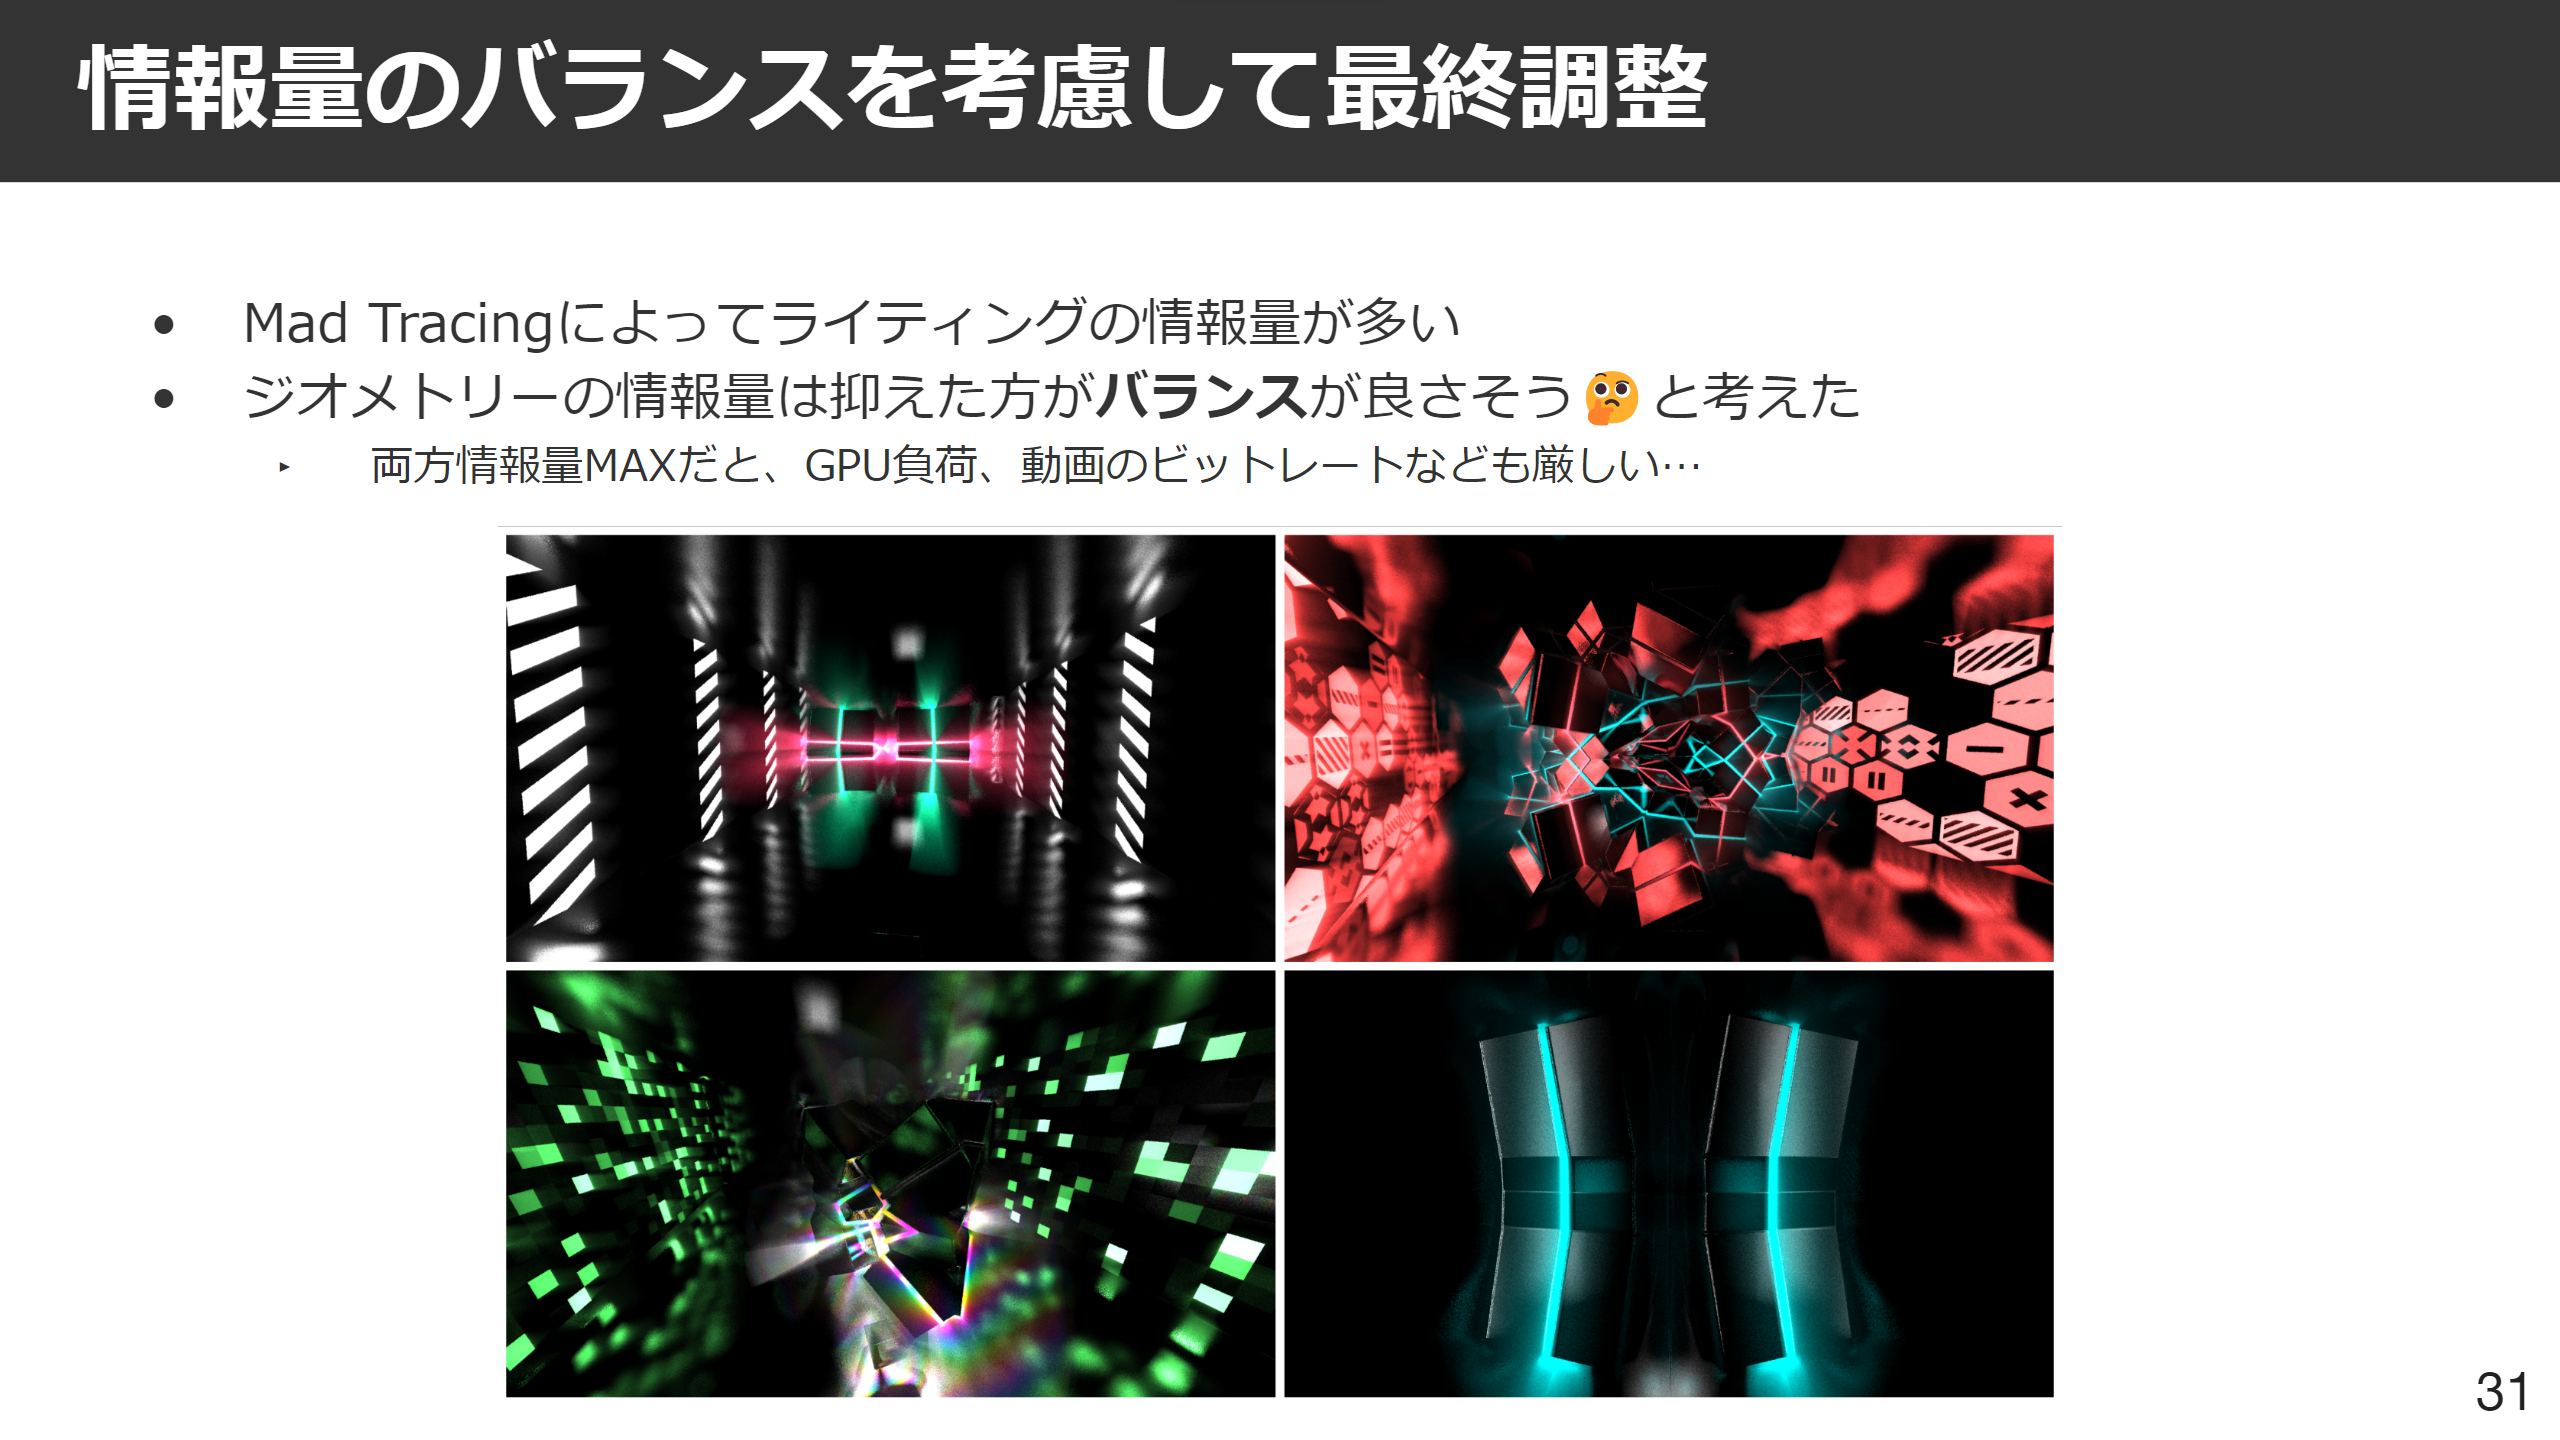 情報量のバランスを考慮して最終調整
● Mad Tracingによってライティングの情報量が多い
● ジオメトリーの情報量は抑えた方がバランスが良さそう🤔と考えた
▸ 両方情報量MAXだと、GPU負荷、動画のビットレートなども厳しい…
31